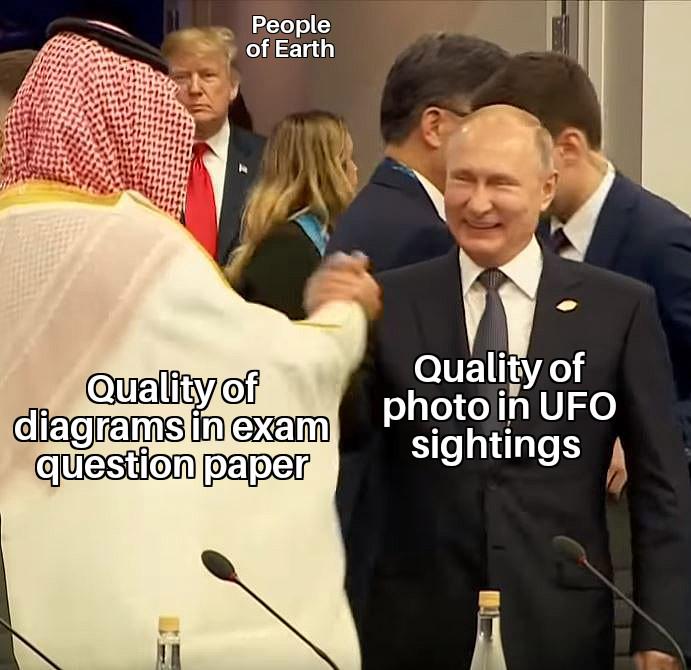 People
of Earth
Quality of
diagrams in exam
question paper
Quality of
photo in UFO
sightings